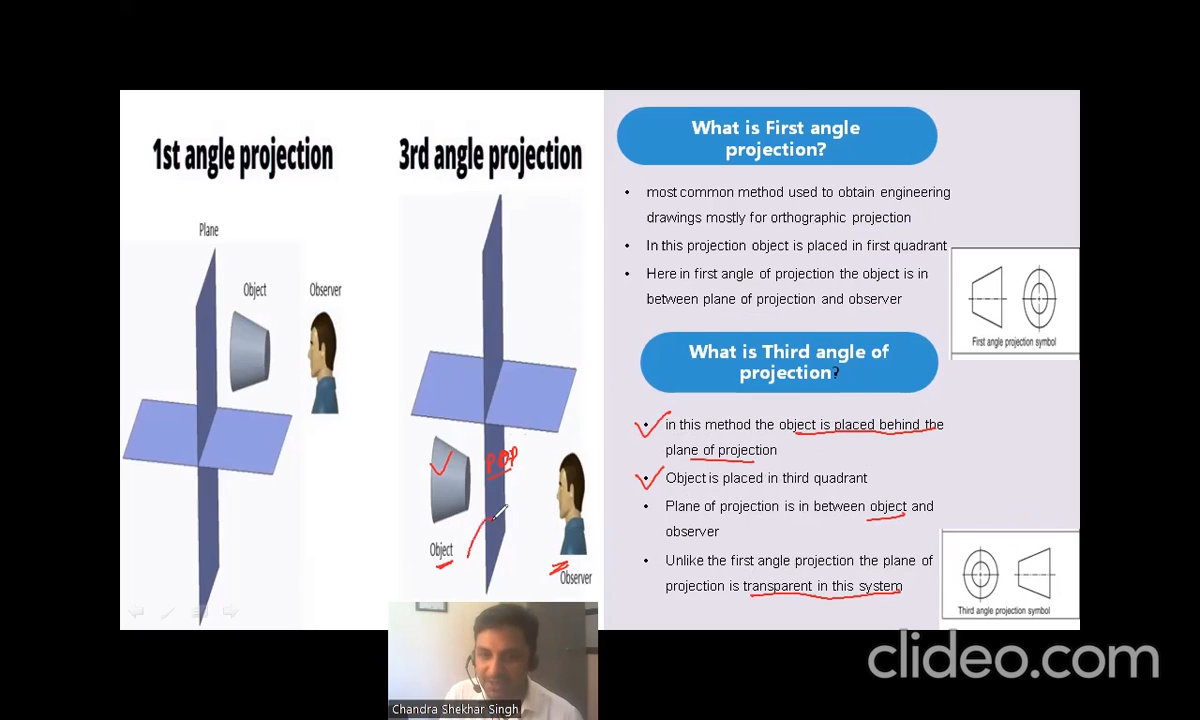 1st angle projection
Plane
Object
Observer
3rd angle projection
POP
Object
Observer
What is First angle
projection?
• most common method used to obtain engineering
drawings mostly for orthographic projection
• In this projection object is placed in first quadrant
• Here in first angle of projection the object is in
between plane of projection and observer
First angle projection symbol
What is Third angle of
projection?
• in this method the object is placed behind the
plane of projection
• Object is placed in third quadrant
• Plane of projection is in between object and
observer
• Unlike the first angle projection the plane of
projection is transparent in this system
Third angle projection symbol
Chandra Shekhar Singh
clideo.com